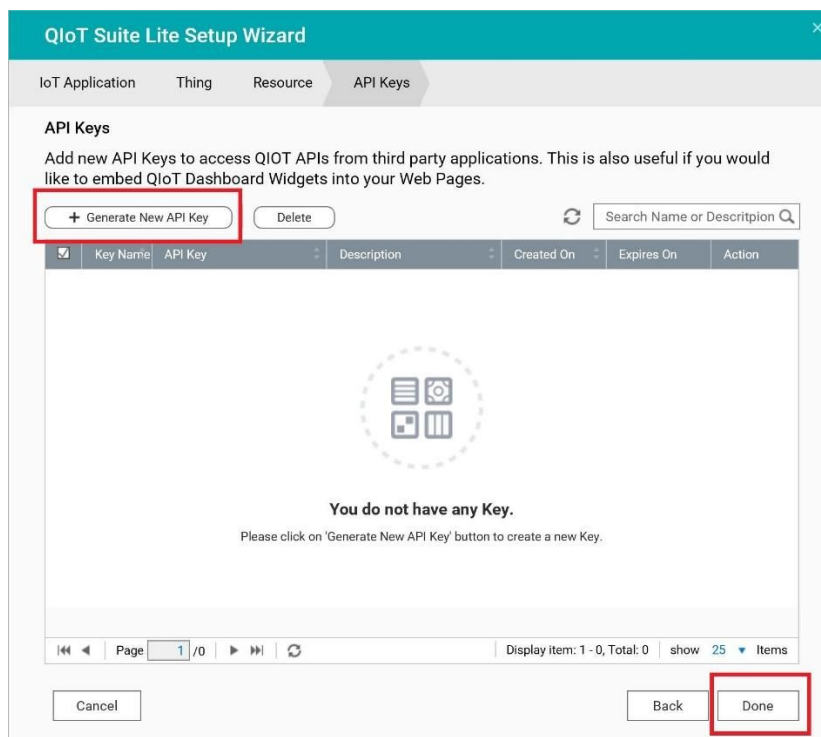 QIoT Suite Lite Setup Wizard
IoT Application Thing Resource API Keys
API Keys
Add new API Keys to access QIOT APIs from third party applications. This is also useful if you would
like to embed QIoT Dashboard Widgets into your Web Pages.
+ Generate New API Key Delete Search Name or Descritpion
Key Name API Key Description Created On Expires On Action
You do not have any Key.
Please click on 'Generate New API Key' button to create a new Key.
Page 1 /0 Display item: 1 - 0, Total: 0 show 25 Items
Cancel Back Done